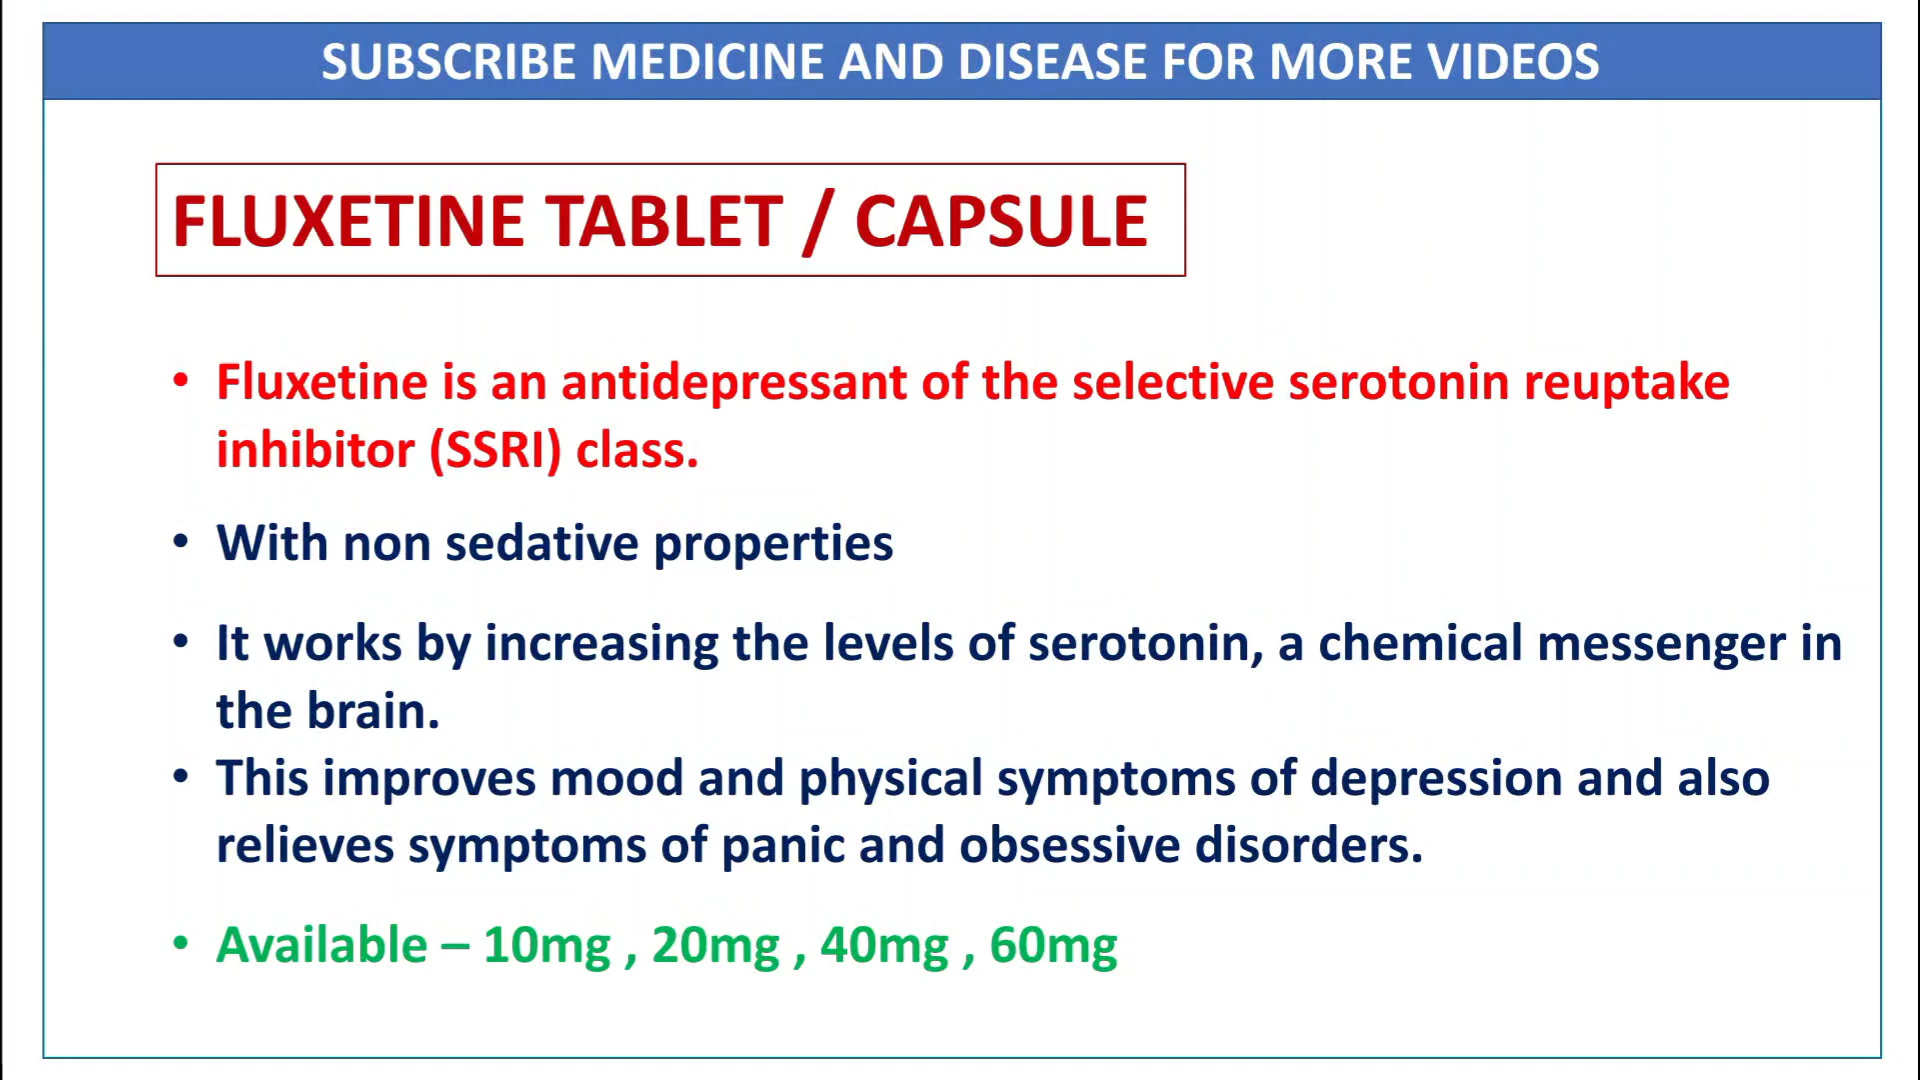 SUBSCRIBE MEDICINE AND DISEASE FOR MORE VIDEOS
FLUXETINE TABLET / CAPSULE
• Fluxetine is an antidepressant of the selective serotonin reuptake
inhibitor (SSRI) class.
• With non sedative properties
• It works by increasing the levels of serotonin, a chemical messenger in
the brain.
• This improves mood and physical symptoms of depression and also
relieves symptoms of panic and obsessive disorders.
• Available – 10mg , 20mg , 40mg , 60mg